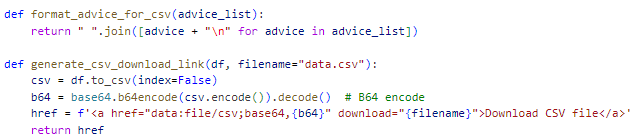 def format_advice_for_csv(advice_list):
    return " ".join([advice + "\n" for advice in advice_list])

def generate_csv_download_link(df, filename="data.csv"):
    csv = df.to_csv(index=False)
    b64 = base64.b64encode(csv.encode()).decode()  # B64 encode
    href = f'<a href="data:file/csv;base64,{b64}" download="{filename}">Download CSV file</a>'
    return href